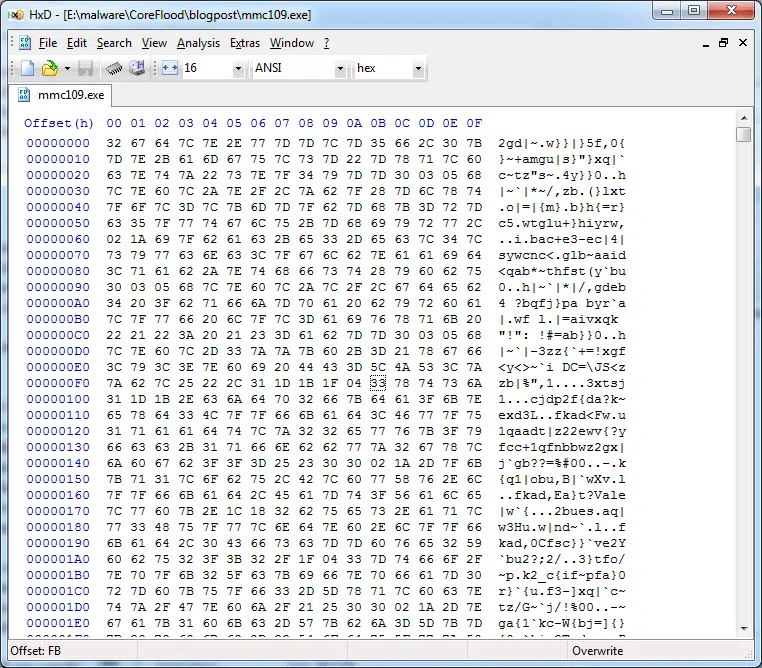 HxD - [E:\malware\CoreFlood\blogpost\mmc109.exe]
File Edit Search View Analysis Extras Window ?
16 ANSI hex
mmc109.exe
Offset(h) 00 01 02 03 04 05 06 07 08 09 0A 0B 0C 0D 0E 0F
00000000 32 67 64 7C 7E 2E 77 7D 7D 7C 7D 35 66 2C 30 7B 2gd|~.w}}|}5f,0{
00000010 7D 7E 2B 61 6D 67 75 7C 73 7D 22 7D 78 71 7C 60 }~+amgu|s}"}xq|`
00000020 63 7E 74 7A 22 73 7E 7F 34 79 7D 7D 30 03 05 68 c~tz"s~.4y}}0..h
00000030 7C 7E 60 7C 2A 7E 2F 2C 7A 62 7F 28 7D 6C 78 74 |~`|*~/,zb.(}lxt
00000040 7F 6F 7C 3D 7C 7B 6D 7D 7F 62 7D 68 7B 3D 72 7D .o|=|{m}.b}h{=r}
00000050 63 35 7F 77 74 67 6C 75 2B 7D 68 69 79 72 77 2C c5.wtglu+}hiyrw,
00000060 02 1A 69 7F 62 61 63 2B 65 33 2D 65 63 7C 34 7C ..i.bac+e3-ec|4|
00000070 73 79 77 63 6E 63 3C 7F 67 6C 62 7E 61 61 69 64 sywcnc<.glb~aaid
00000080 3C 71 61 62 2A 7E 74 68 66 73 74 28 79 60 62 75 <qab*~thfst(y`bu
00000090 30 03 05 68 7C 7E 60 7C 2A 7C 2F 2C 67 64 65 62 0..h|~`|*|/,gdeb
000000A0 34 20 3F 62 71 66 6A 7D 70 61 20 62 79 72 60 61 4 ?bqfj}pa byr`a
000000B0 7C 7F 77 66 20 6C 7F 7C 3D 61 69 76 78 71 6B 20 |.wf l.|=aivxqk
000000C0 22 21 22 3A 20 21 23 3D 61 62 7D 7D 30 03 05 68 "!": !#=ab}}0..h
000000D0 7C 7E 60 7C 2D 33 7A 7A 7B 60 2B 3D 21 78 67 66 |~`|-3zz{`+=!xgf
000000E0 3C 79 3C 3E 7E 60 69 20 44 43 3D 5C 4A 53 3C 7A <y<>~`i DC=\JS<z
000000F0 7A 62 7C 25 22 2C 31 1D 1B 1F 04 33 78 74 73 6A zb|%",1....3xtsj
00000100 31 1D 1B 2E 63 6A 64 70 32 66 7B 64 61 3F 6B 7E 1...cjdp2f{da?k~
00000110 65 78 64 33 4C 7F 7F 66 6B 61 64 3C 46 77 7F 75 exd3L..fkad<Fw.u
00000120 31 71 61 61 64 74 7C 7A 32 32 65 77 76 7B 3F 79 1qaadt|z22ewv{?y
00000130 66 63 63 2B 31 71 66 6E 62 62 77 7A 32 67 78 7C fcc+1qfnbbwz2gx|
00000140 6A 60 67 62 3F 3F 3D 25 23 30 30 02 1A 2D 7F 6B j`gb??=%#00..-.k
00000150 7B 71 31 7C 6F 62 75 2C 42 7C 60 77 58 76 2E 6C {q1|obu,B|`wXv.l
00000160 7F 7F 66 6B 61 64 2C 45 61 7D 74 3F 56 61 6C 65 ..fkad,Ea}t?Vale
00000170 7C 77 60 7B 2E 1C 18 32 62 75 65 73 2E 61 71 7C |w`{...2bues.aq|
00000180 77 33 48 75 7F 77 7C 6E 64 7E 60 2E 6C 7F 7F 66 w3Hu.w|nd~`.l..f
00000190 6B 61 64 2C 30 43 66 73 63 7D 7D 60 76 65 32 59 kad,0Cfsc}}`ve2Y
000001A0 60 62 75 32 3F 3B 32 2F 1F 04 33 7D 74 66 6F 2F `bu2?;2/..3}tfo/
000001B0 7E 70 7F 6B 32 5F 63 7B 69 66 7E 70 66 61 7D 30 ~p.k2_c{if~pfa}0
000001C0 72 7D 60 7B 75 7F 66 33 2D 5D 78 71 7C 60 63 7E r}`{u.f3-]xq|`c~
000001D0 74 7A 2F 47 7E 60 6A 2F 21 25 30 30 02 1A 2D 7E tz/G~`j/!%00..-~
000001E0 67 61 7B 31 60 6B 63 2D 57 7B 62 6A 3D 5D 7B 7D ga{1`kc-W{bj=]{}
Offset: FB Overwrite